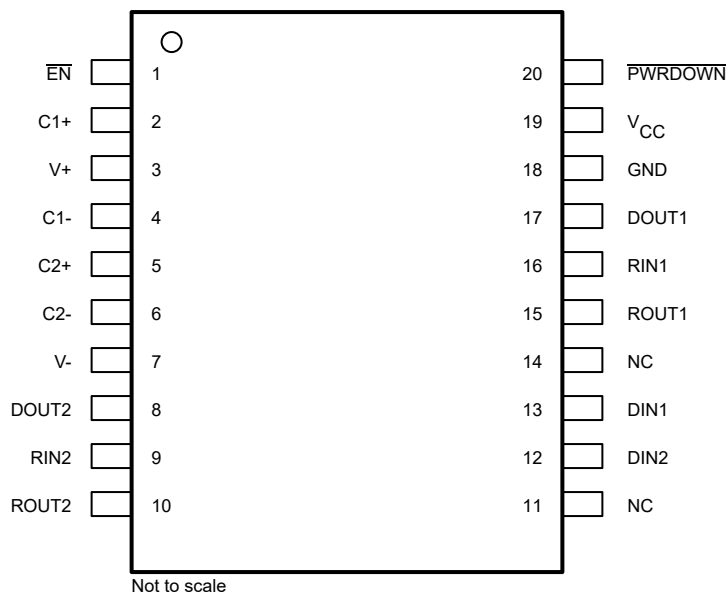 EN 1 20 PWRDOWN
C1+ 2 19 VCC
V+ 3 18 GND
C1- 4 17 DOUT1
C2+ 5 16 RIN1
C2- 6 15 ROUT1
V- 7 14 NC
DOUT2 8 13 DIN1
RIN2 9 12 DIN2
ROUT2 10 11 NC
Not to scale